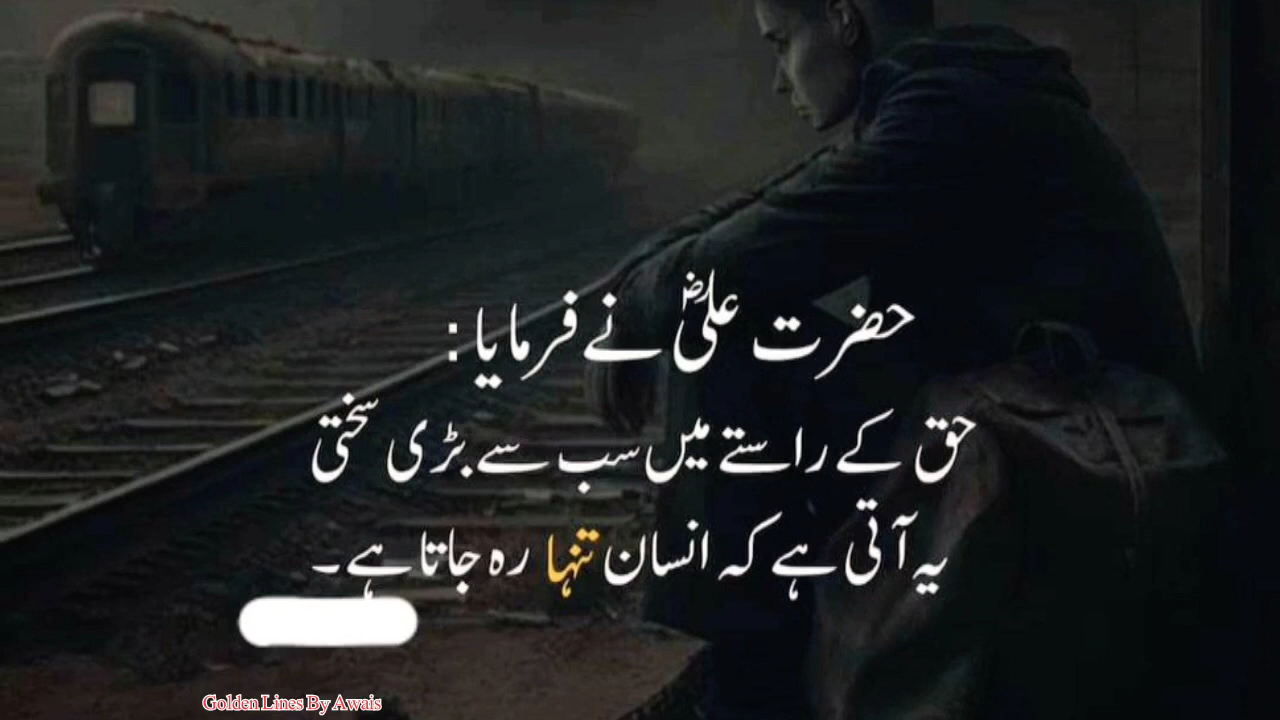 حضرت علیؓ نے فرمایا :
حق کے راستے میں سب سے بڑی سختی
یہ آتی ہے کہ انسان تنہا رہ جاتا ہے۔
Golden Lines By Awais